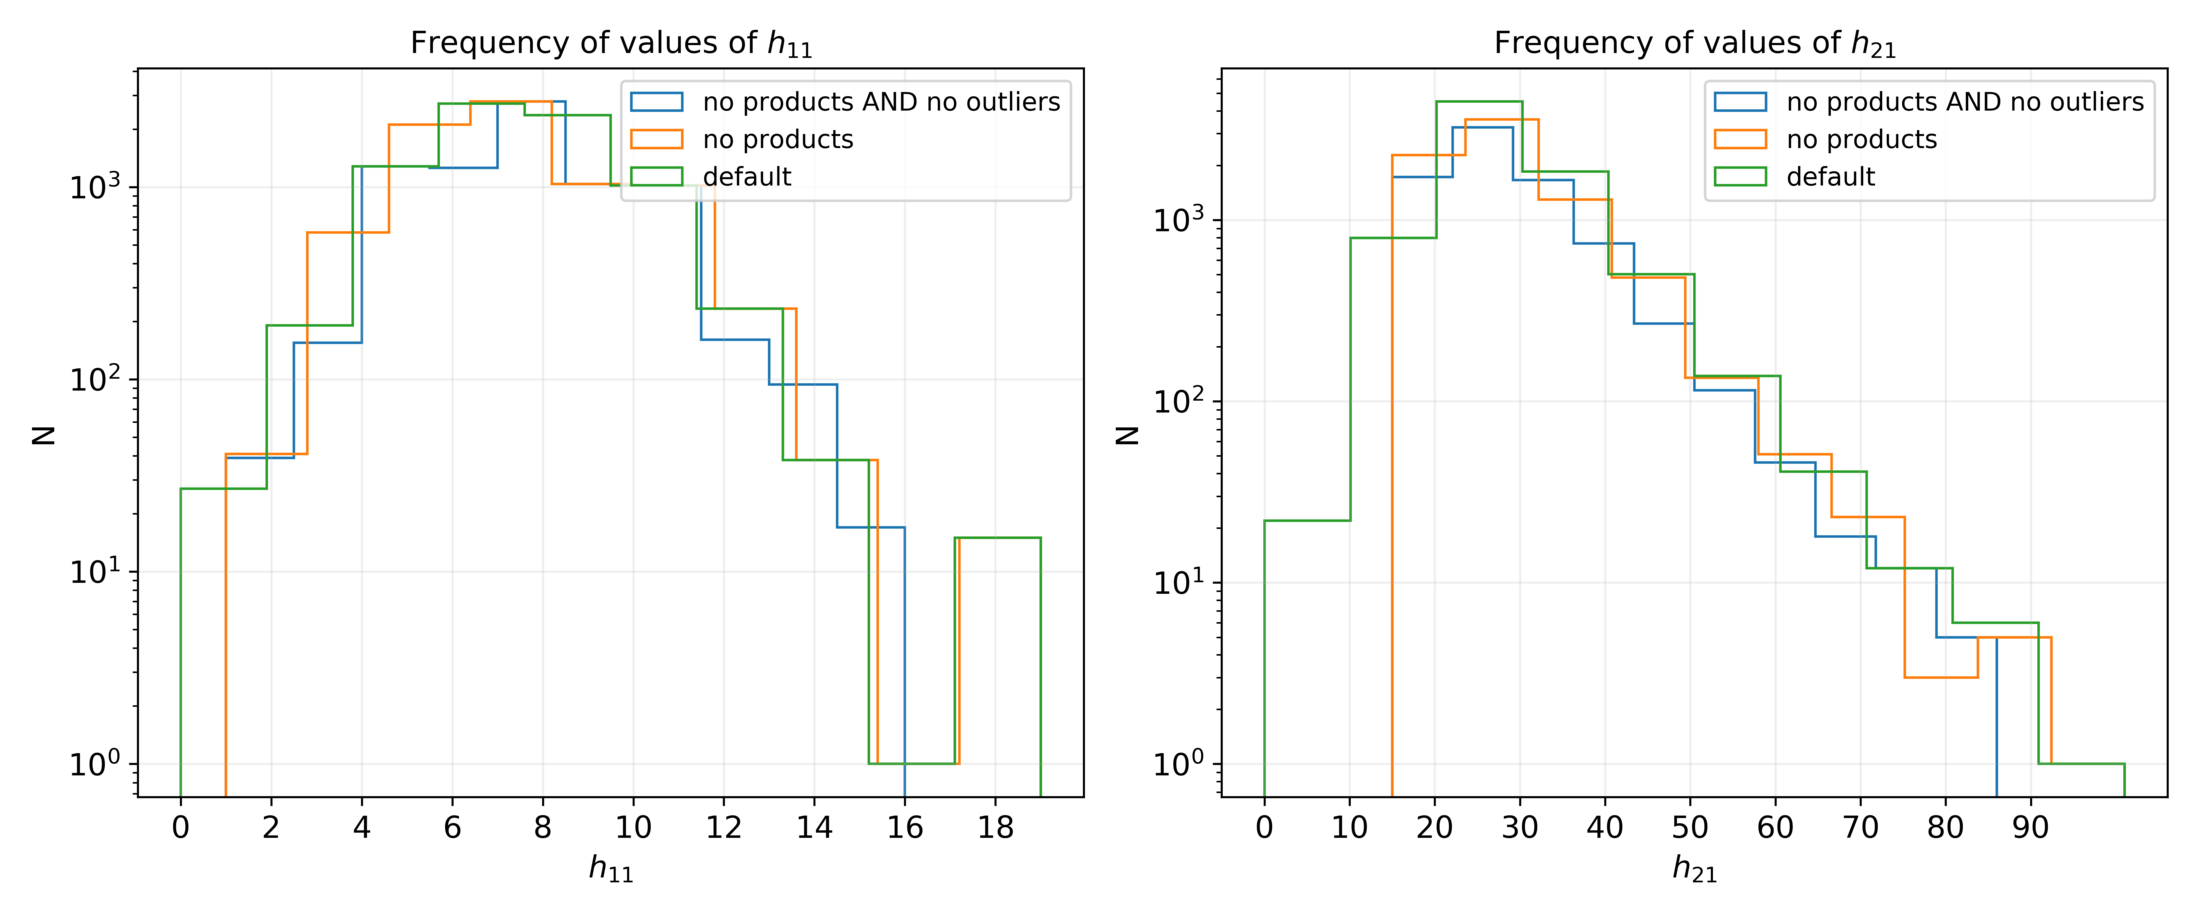 Frequency of values of h₁₁
no products AND no outliers
no products
default
10³
10²
10¹
10⁰
N
0 2 4 6 8 10 12 14 16 18
h₁₁
Frequency of values of h₂₁
no products AND no outliers
no products
default
10³
10²
10¹
10⁰
N
0 10 20 30 40 50 60 70 80 90
h₂₁